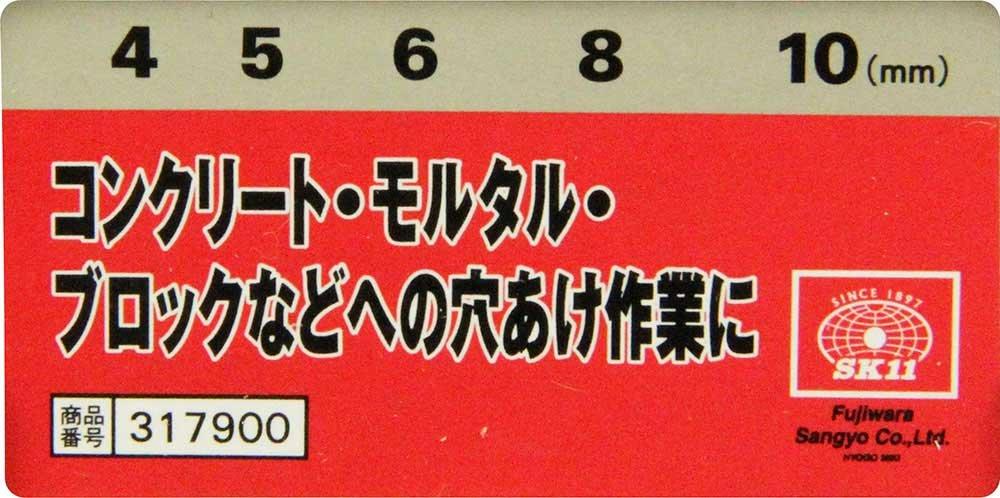 4 5 6 8 10(mm)
コンクリート・モルタル・
ブロックなどへの穴あけ作業に
商品
番号
317900
SINCE 1897
SK11
Fujiwara
Sangyo Co.,Ltd.